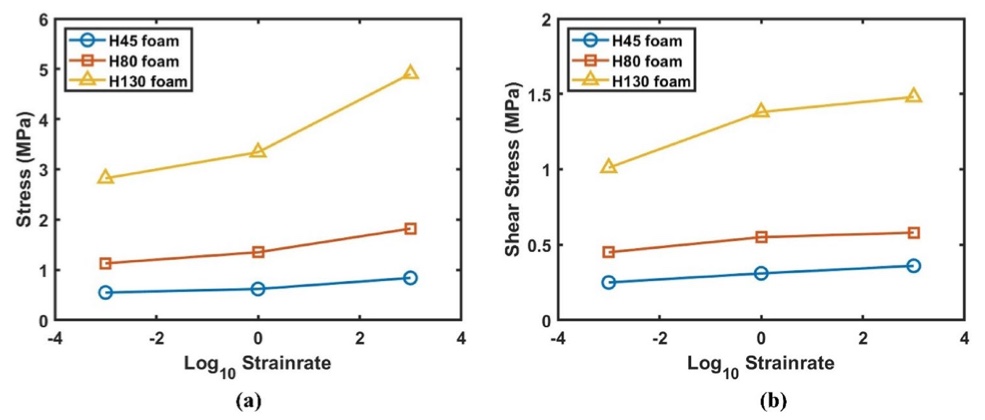 6
5
4
3
2
1
0
Stress (MPa)
H45 foam
H80 foam
H130 foam
-4 -2 0 2 4
Log10 Strainrate
(a)
2
1.5
1
0.5
0
Shear Stress (MPa)
H45 foam
H80 foam
H130 foam
-4 -2 0 2 4
Log10 Strainrate
(b)